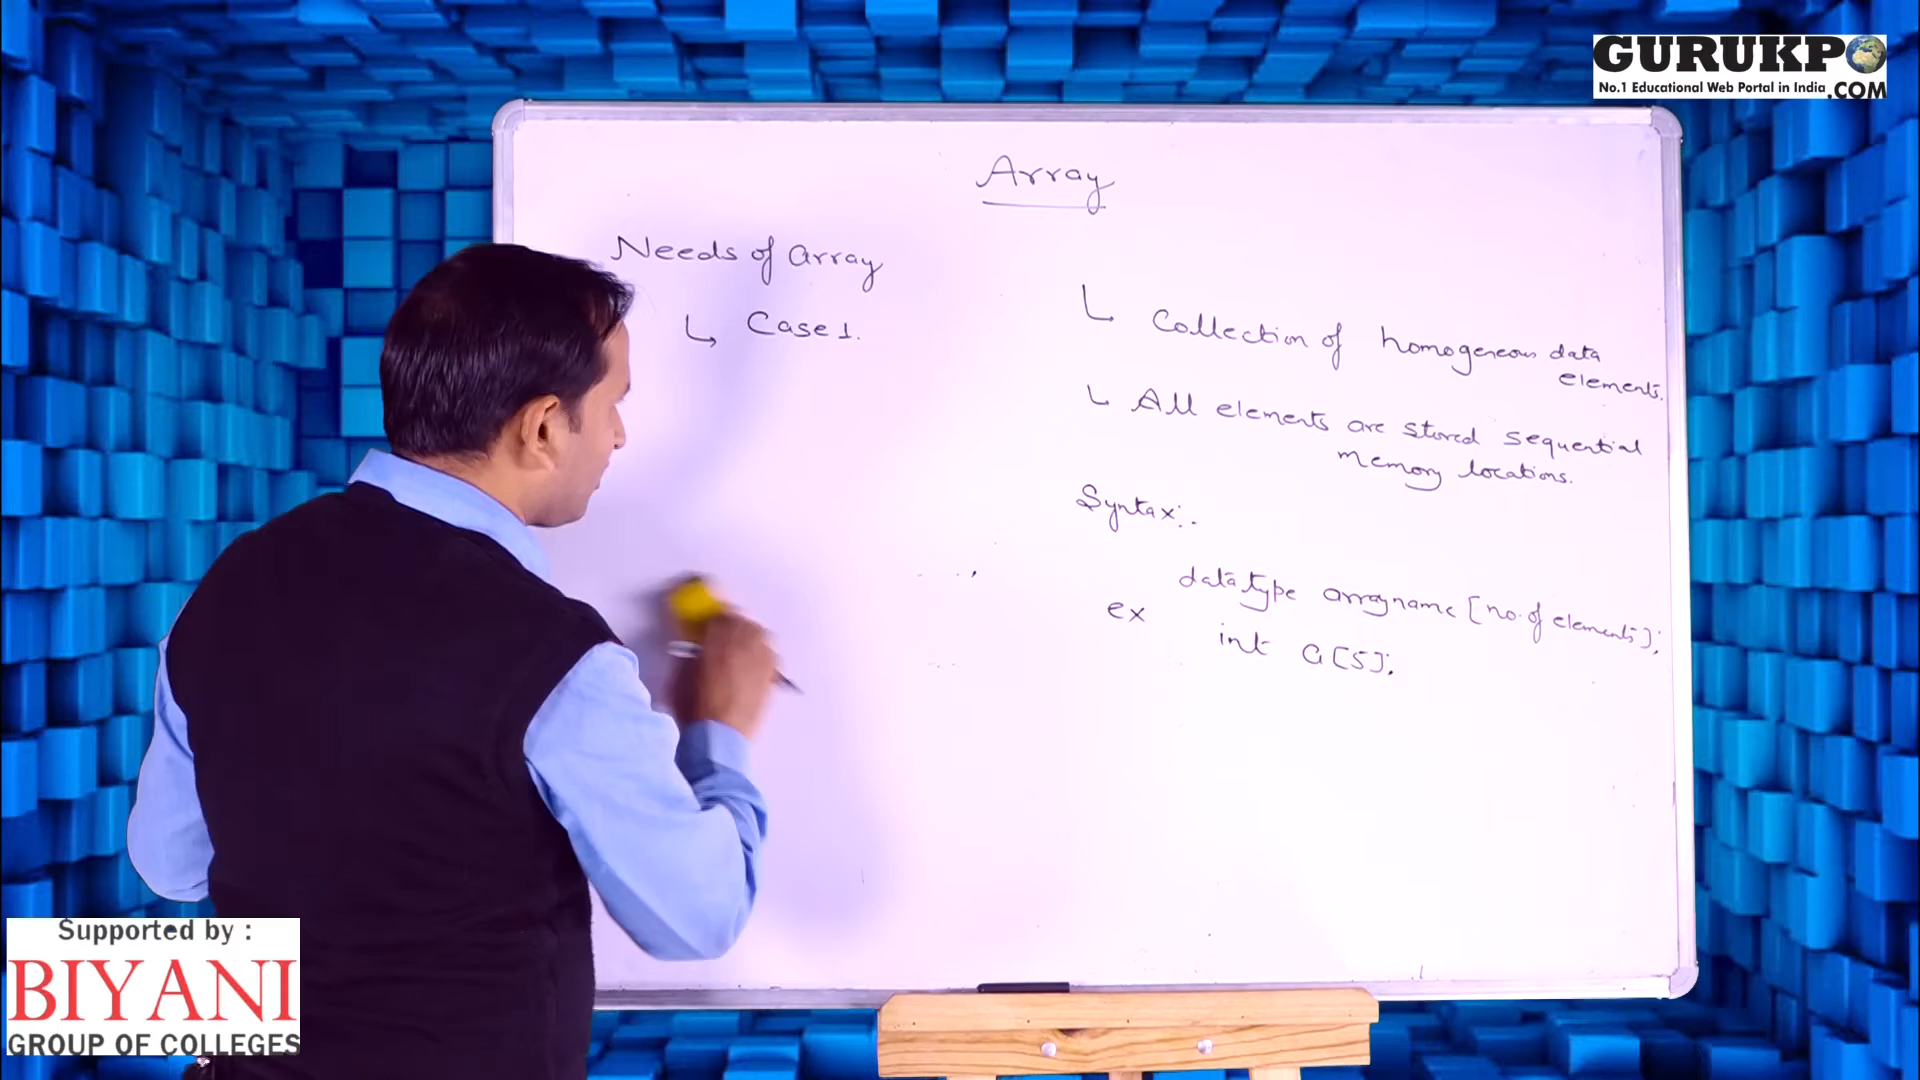 GURUKPO
No.1 Educational Web Portal in India .COM
Array
Needs of array
Case 1.
Collection of homogeneous data
elements.
All elements are stored sequential
memory locations.
Syntax:.
datatype arrayname [no. of elements];
ex
int a[5];
Supported by :
BIYANI
GROUP OF COLLEGES